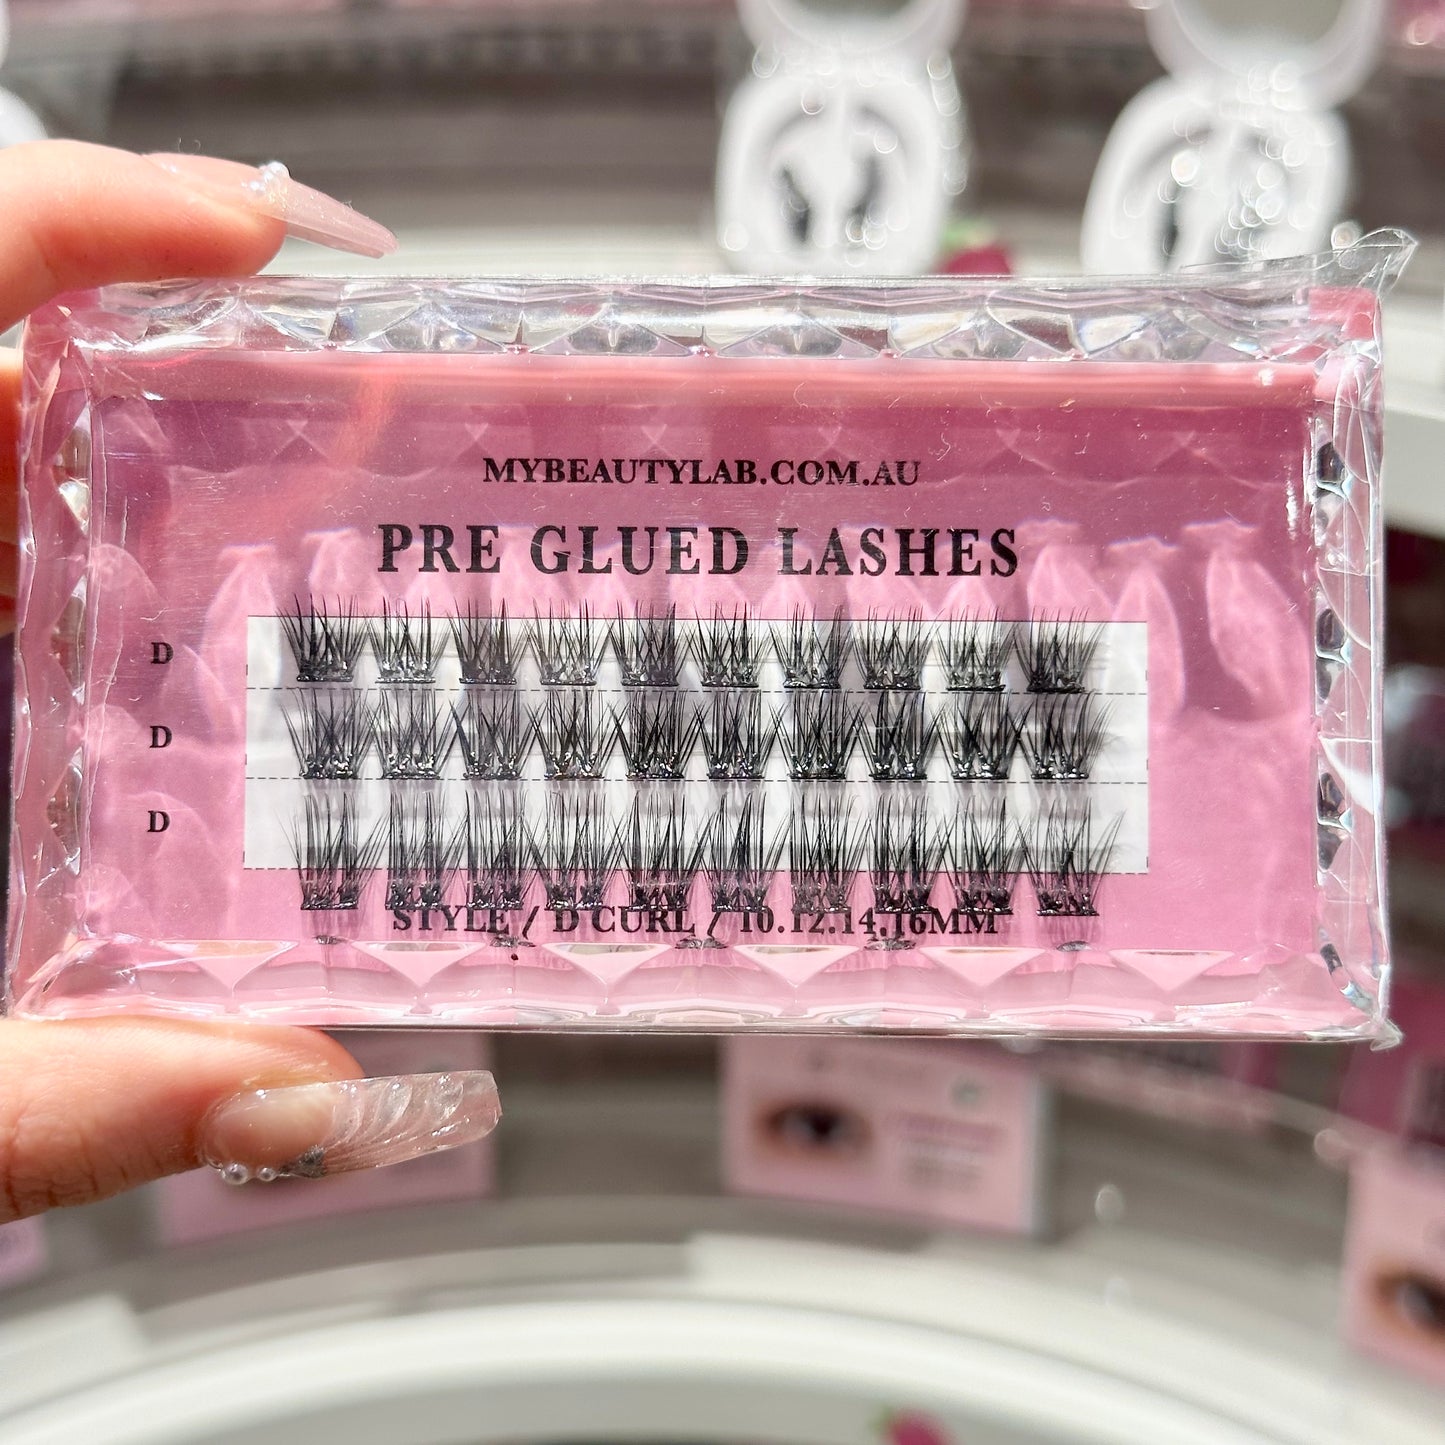 MYBEAUTYLAB.COM.AU
PRE GLUED LASHES
D
D
D
STYLE / D CURL / 10.12.14.16MM